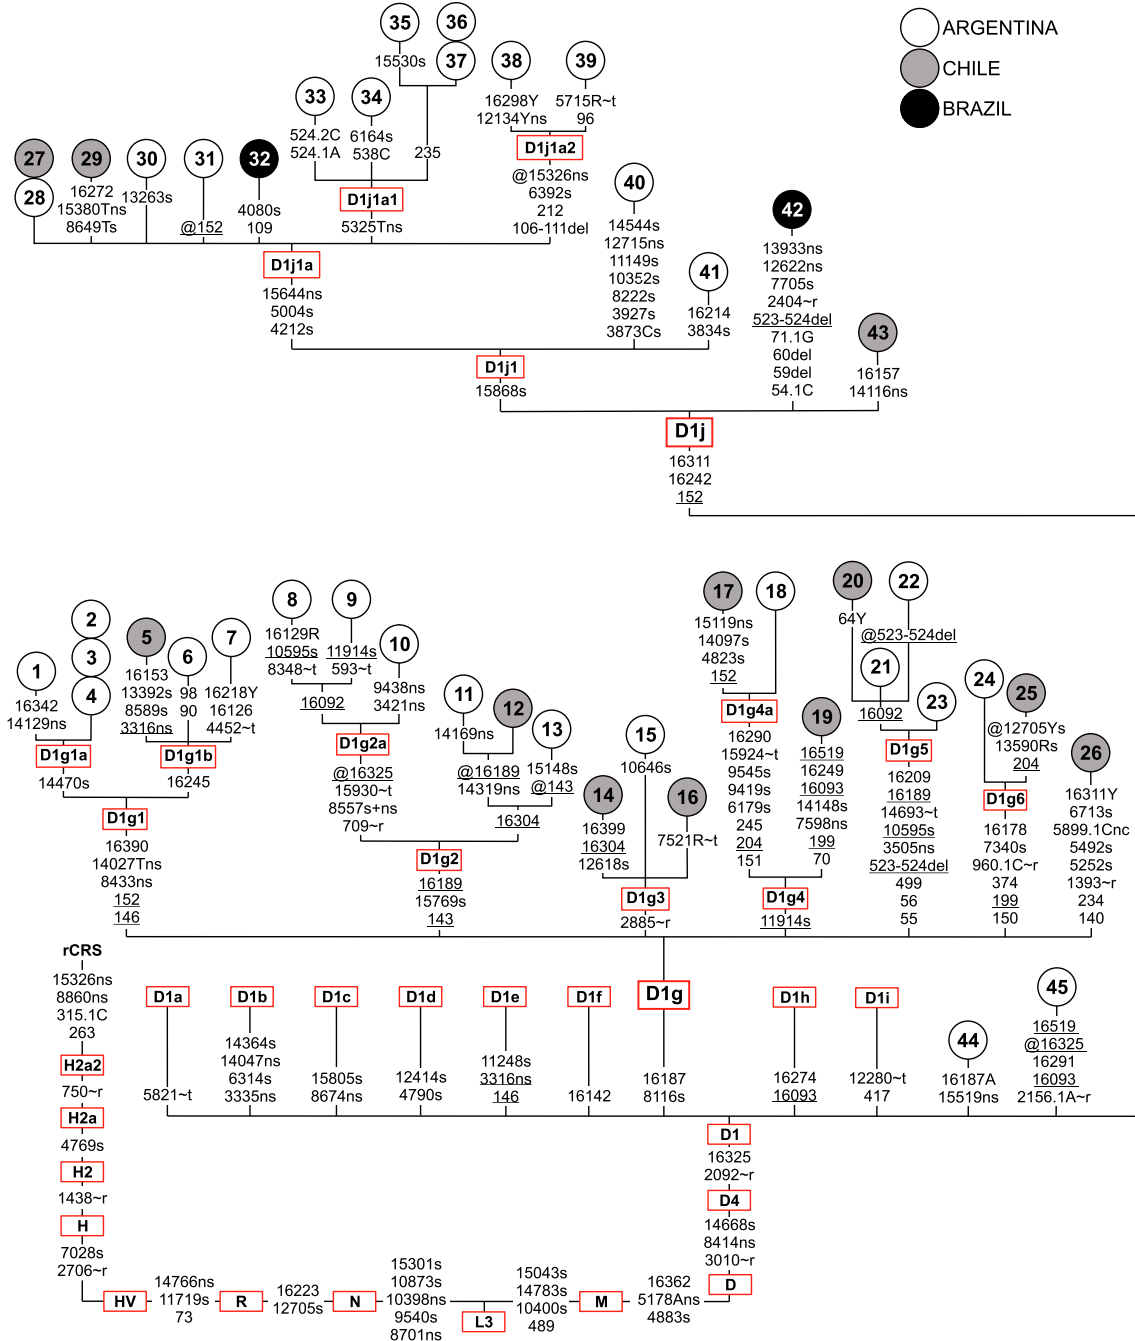 ARGENTINA
CHILE
BRAZIL
35
15530s
36
37
235
33
524.2C
524.1A
34
6164s
538C
D1j1a1
5325Tns
38
16298Y
12134Yns
39
5715R~t
96
D1j1a2
@15326ns
6392s
212
106-111del
27
28
29
16272
15380Tns
8649Ts
30
13263s
31
@152
32
4080s
109
D1j1a
15644ns
5004s
4212s
40
14544s
12715ns
11149s
10352s
8222s
3927s
3873Cs
41
16214
3834s
D1j1
15868s
42
13933ns
12622ns
7705s
2404~r
523-524del
71.1G
60del
59del
54.1C
43
16157
14116ns
D1j
16311
16242
152
1
16342
14129ns
2
3
4
D1g1a
14470s
5
16153
13392s
8589s
3316ns
6
98
90
7
16218Y
16126
4452~t
D1g1b
16245
D1g1
16390
14027Tns
8433ns
152
146
8
16129R
10595s
8348~t
9
11914s
593~t
16092
10
9438ns
3421ns
D1g2a
@16325
15930~t
8557s+ns
709~r
11
14169ns
12
@16189
14319ns
13
15148s
@143
16304
D1g2
16189
15769s
143
14
16399
16304
12618s
15
10646s
16
7521R~t
D1g3
2885~r
17
15119ns
14097s
4823s
152
18
D1g4a
16290
15924~t
9545s
9419s
6179s
245
204
151
19
16519
16249
16093
14148s
7598ns
199
70
D1g4
11914s
20
64Y
21
22
@523-524del
16092
23
D1g5
16209
16189
14693~t
10595s
3505ns
523-524del
499
56
55
24
25
@12705Ys
13590Rs
204
D1g6
16178
7340s
960.1C~r
374
199
150
26
16311Y
6713s
5899.1Cnc
5492s
5252s
1393~r
234
140
rCRS
15326ns
8860ns
315.1C
263
H2a2
750~r
H2a
4769s
H2
1438~r
H
7028s
2706~r
HV
14766ns
11719s
73
R
16223
12705s
N
15301s
10873s
10398ns
9540s
8701ns
L3
15043s
14783s
10400s
489
M
16362
5178Ans
4883s
D
14668s
8414ns
3010~r
D4
16325
2092~r
D1
D1a
5821~t
D1b
14364s
14047ns
6314s
3335ns
D1c
15805s
8674ns
D1d
12414s
4790s
D1e
11248s
3316ns
146
D1f
16142
D1g
16187
8116s
D1h
16274
16093
D1i
12280~t
417
44
16187A
15519ns
45
16519
@16325
16291
16093
2156.1A~r